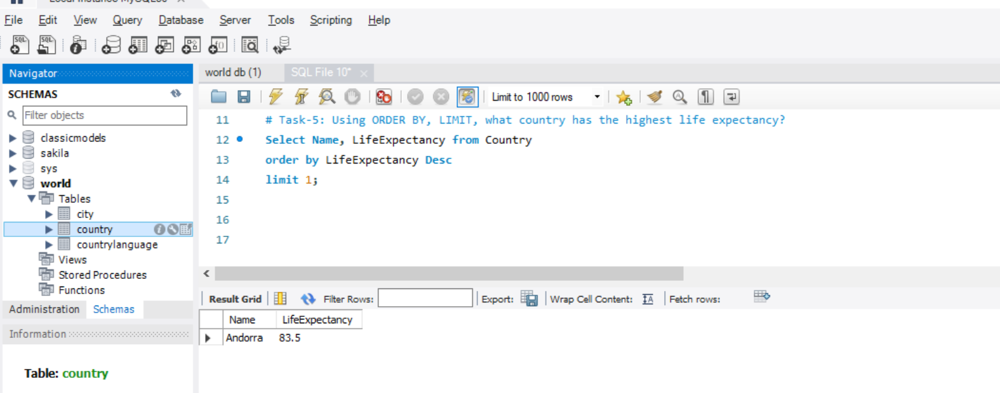 File Edit View Query Database Server Tools Scripting Help
Navigator
SCHEMAS
Filter objects
classicmodels
sakila
sys
world
Tables
city
country
countrylanguage
Views
Stored Procedures
Functions
Administration Schemas
Information
Table: country
world db (1) SQL File 10*
Limit to 1000 rows
11 # Task-5: Using ORDER BY, LIMIT, what country has the highest life expectancy?
12 Select Name, LifeExpectancy from Country
13 order by LifeExpectancy Desc
14 limit 1;
15
16
17
Result Grid Filter Rows: Export: Wrap Cell Content: Fetch rows:
Name LifeExpectancy
Andorra 83.5